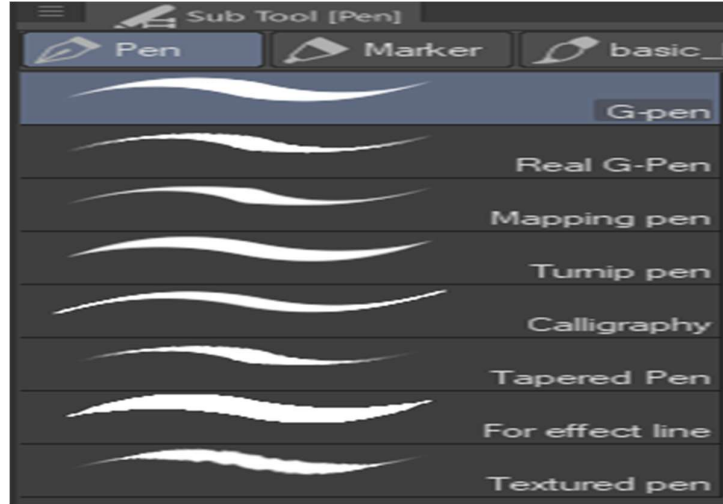 Sub Tool [Pen]
Pen Marker basic_
G-pen
Real G-Pen
Mapping pen
Turnip pen
Calligraphy
Tapered Pen
For effect line
Textured pen